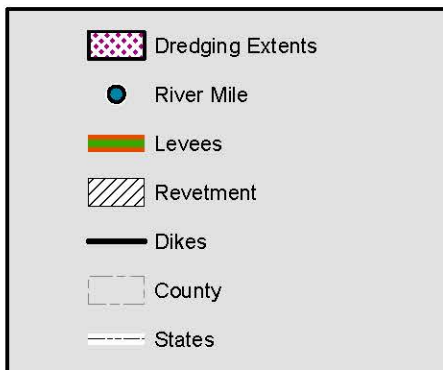 Dredging Extents
River Mile
Levees
Revetment
Dikes
County
States